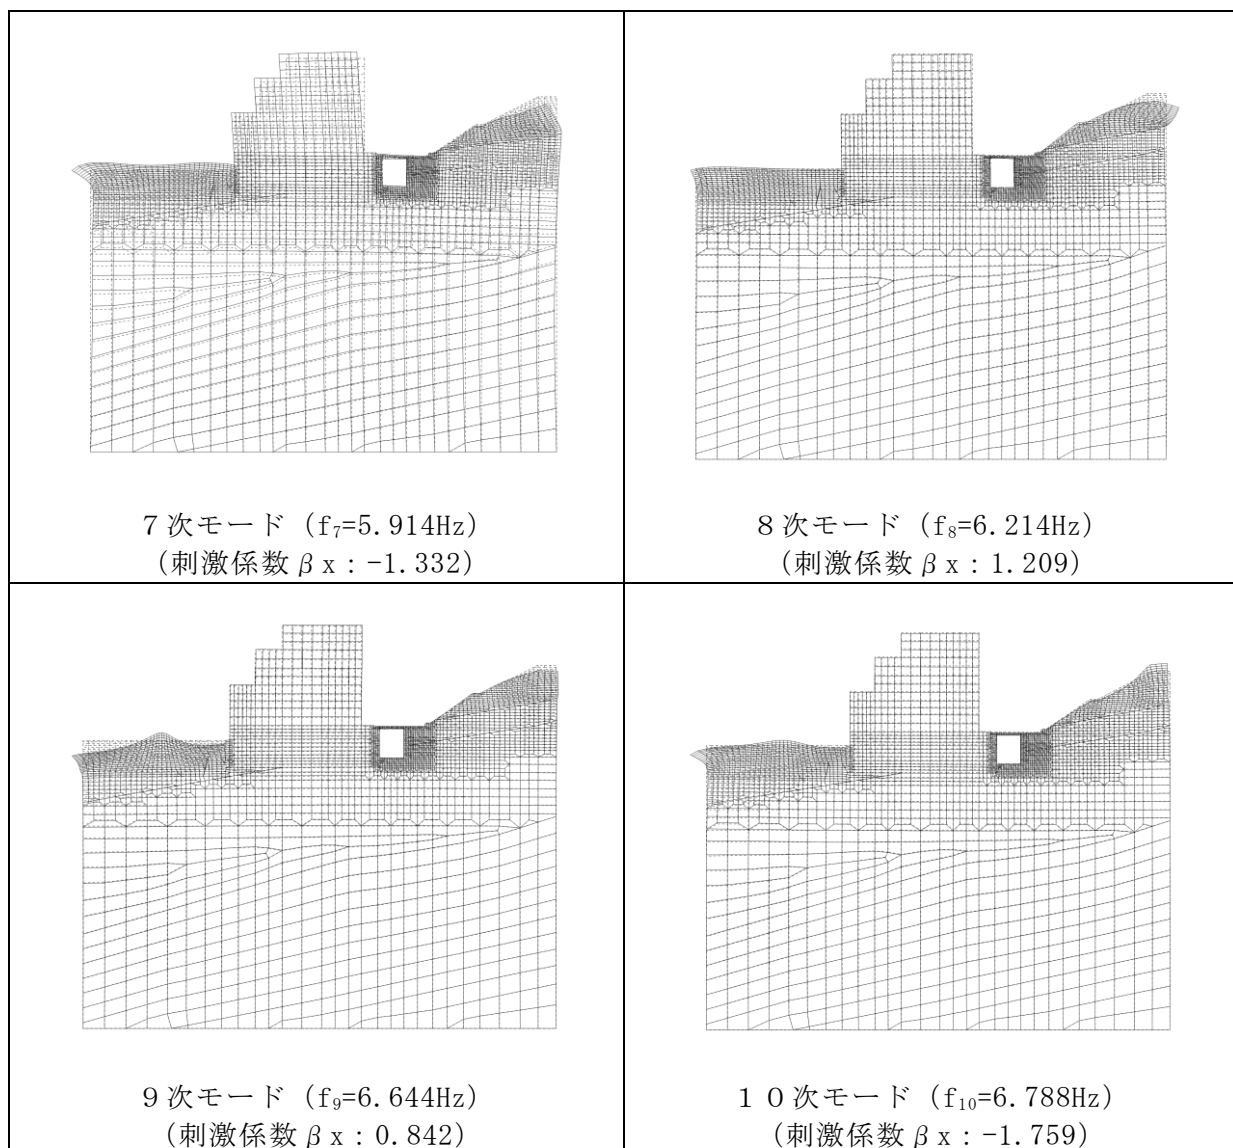 7次モード (f₇=5.914Hz)
(刺激係数βx:-1.332)
8次モード (f₈=6.214Hz)
(刺激係数βx:1.209)
9次モード (f₉=6.644Hz)
(刺激係数βx:0.842)
10次モード (f₁₀=6.788Hz)
(刺激係数βx:-1.759)